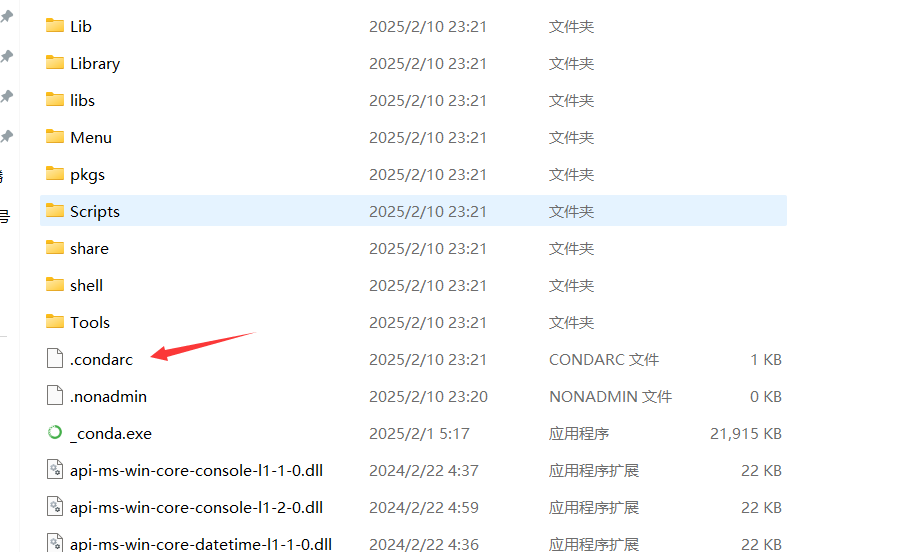 Lib 2025/2/10 23:21 文件夹
Library 2025/2/10 23:21 文件夹
libs 2025/2/10 23:21 文件夹
Menu 2025/2/10 23:21 文件夹
pkgs 2025/2/10 23:21 文件夹
Scripts 2025/2/10 23:21 文件夹
号 share 2025/2/10 23:21 文件夹
shell 2025/2/10 23:21 文件夹
Tools 2025/2/10 23:21 文件夹
.condarc 2025/2/10 23:21 CONDARC 文件 1 KB
.nonadmin 2025/2/10 23:20 NONADMIN 文件 0 KB
_conda.exe 2025/2/1 5:17 应用程序 21,915 KB
api-ms-win-core-console-l1-1-0.dll 2024/2/22 4:37 应用程序扩展 22 KB
api-ms-win-core-console-l1-2-0.dll 2024/2/22 4:59 应用程序扩展 22 KB
api-ms-win-core-datetime-l1-1-0.dll 2024/2/22 4:36 应用程序扩展 22 KB